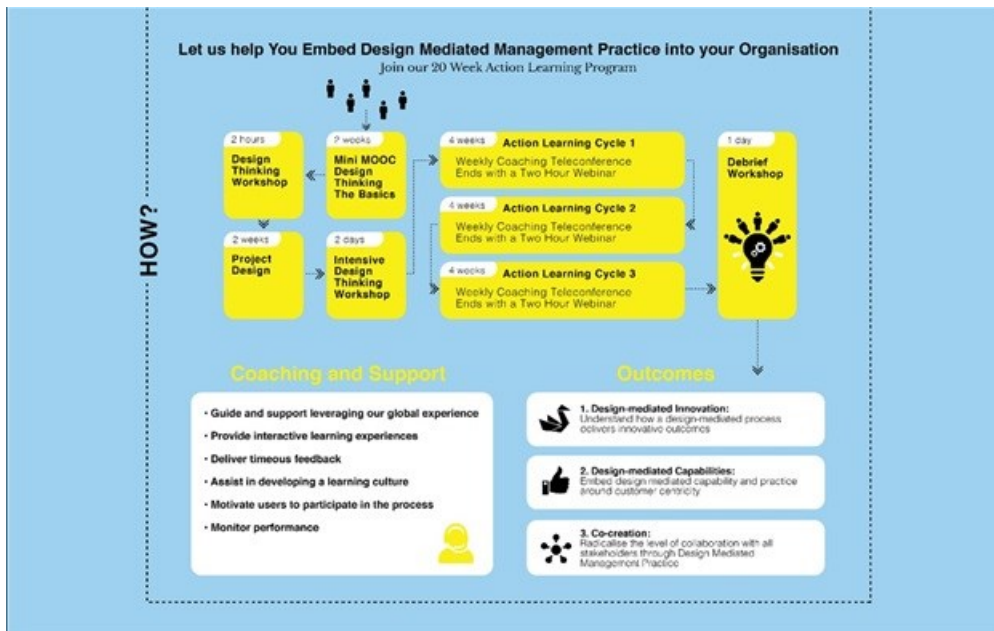 Let us help You Embed Design Mediated Management Practice into your Organisation
Join our 20 Week Action Learning Program
HOW?
2 weeks
Mini MOOC
Design
Thinking
The Basics
2 hours
Design
Thinking
Workshop
2 weeks
Project
Design
2 days
Intensive
Design
Thinking
Workshop
4 weeks
Action Learning Cycle 1
Weekly Coaching Teleconference
Ends with a Two Hour Webinar
4 weeks
Action Learning Cycle 2
Weekly Coaching Teleconference
Ends with a Two Hour Webinar
4 weeks
Action Learning Cycle 3
Weekly Coaching Teleconference
Ends with a Two Hour Webinar
1 day
Debrief
Workshop
Coaching and Support
• Guide and support leveraging our global experience
• Provide interactive learning experiences
• Deliver timeous feedback
• Assist in developing a learning culture
• Motivate users to participate in the process
• Monitor performance
Outcomes
1. Design-mediated Innovation:
Understand how a design-mediated process
delivers innovative outcomes
2. Design-mediated Capabilities:
Embed design mediated capability and practice
around customer centricity
3. Co-creation:
Radicalise the level of collaboration with all
stakeholders through Design Mediated
Management Practice